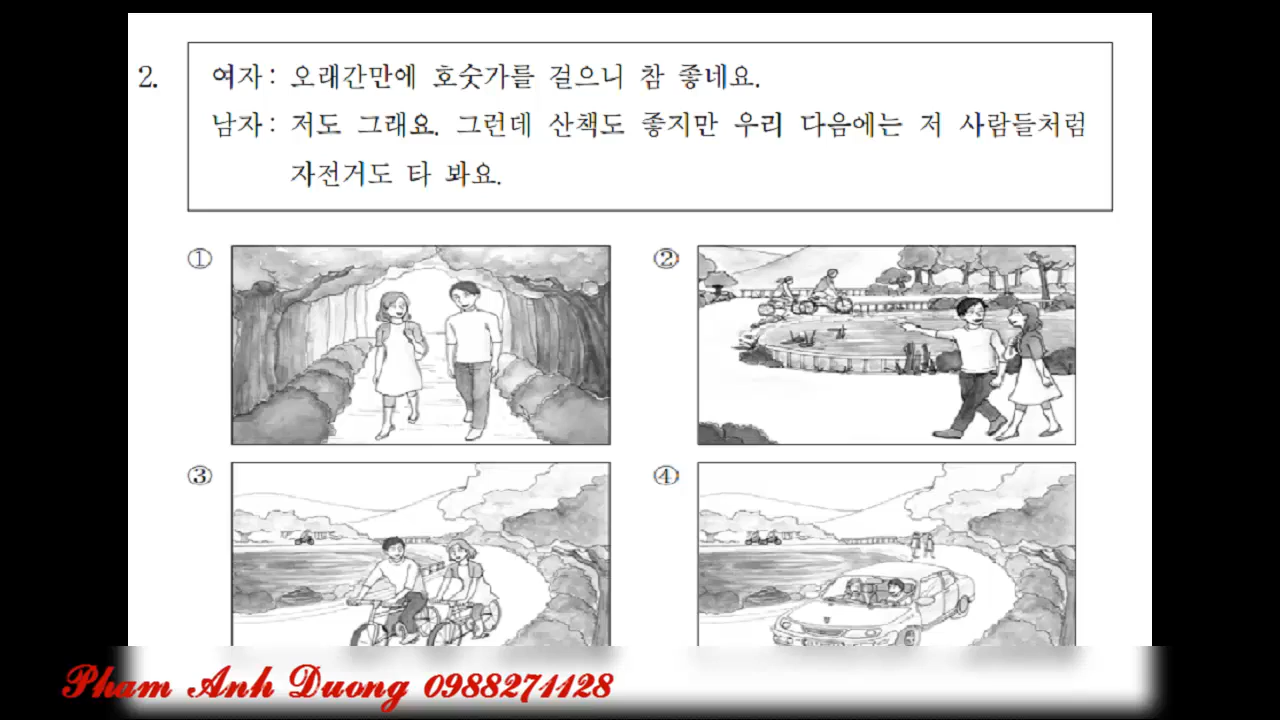 2. 여자: 오래간만에 호숫가를 걸으니 참 좋네요.
남자: 저도 그래요. 그런데 산책도 좋지만 우리 다음에는 저 사람들처럼
자전거도 타 봐요.
① ②
③ ④
Pham Anh Duong 0988271128